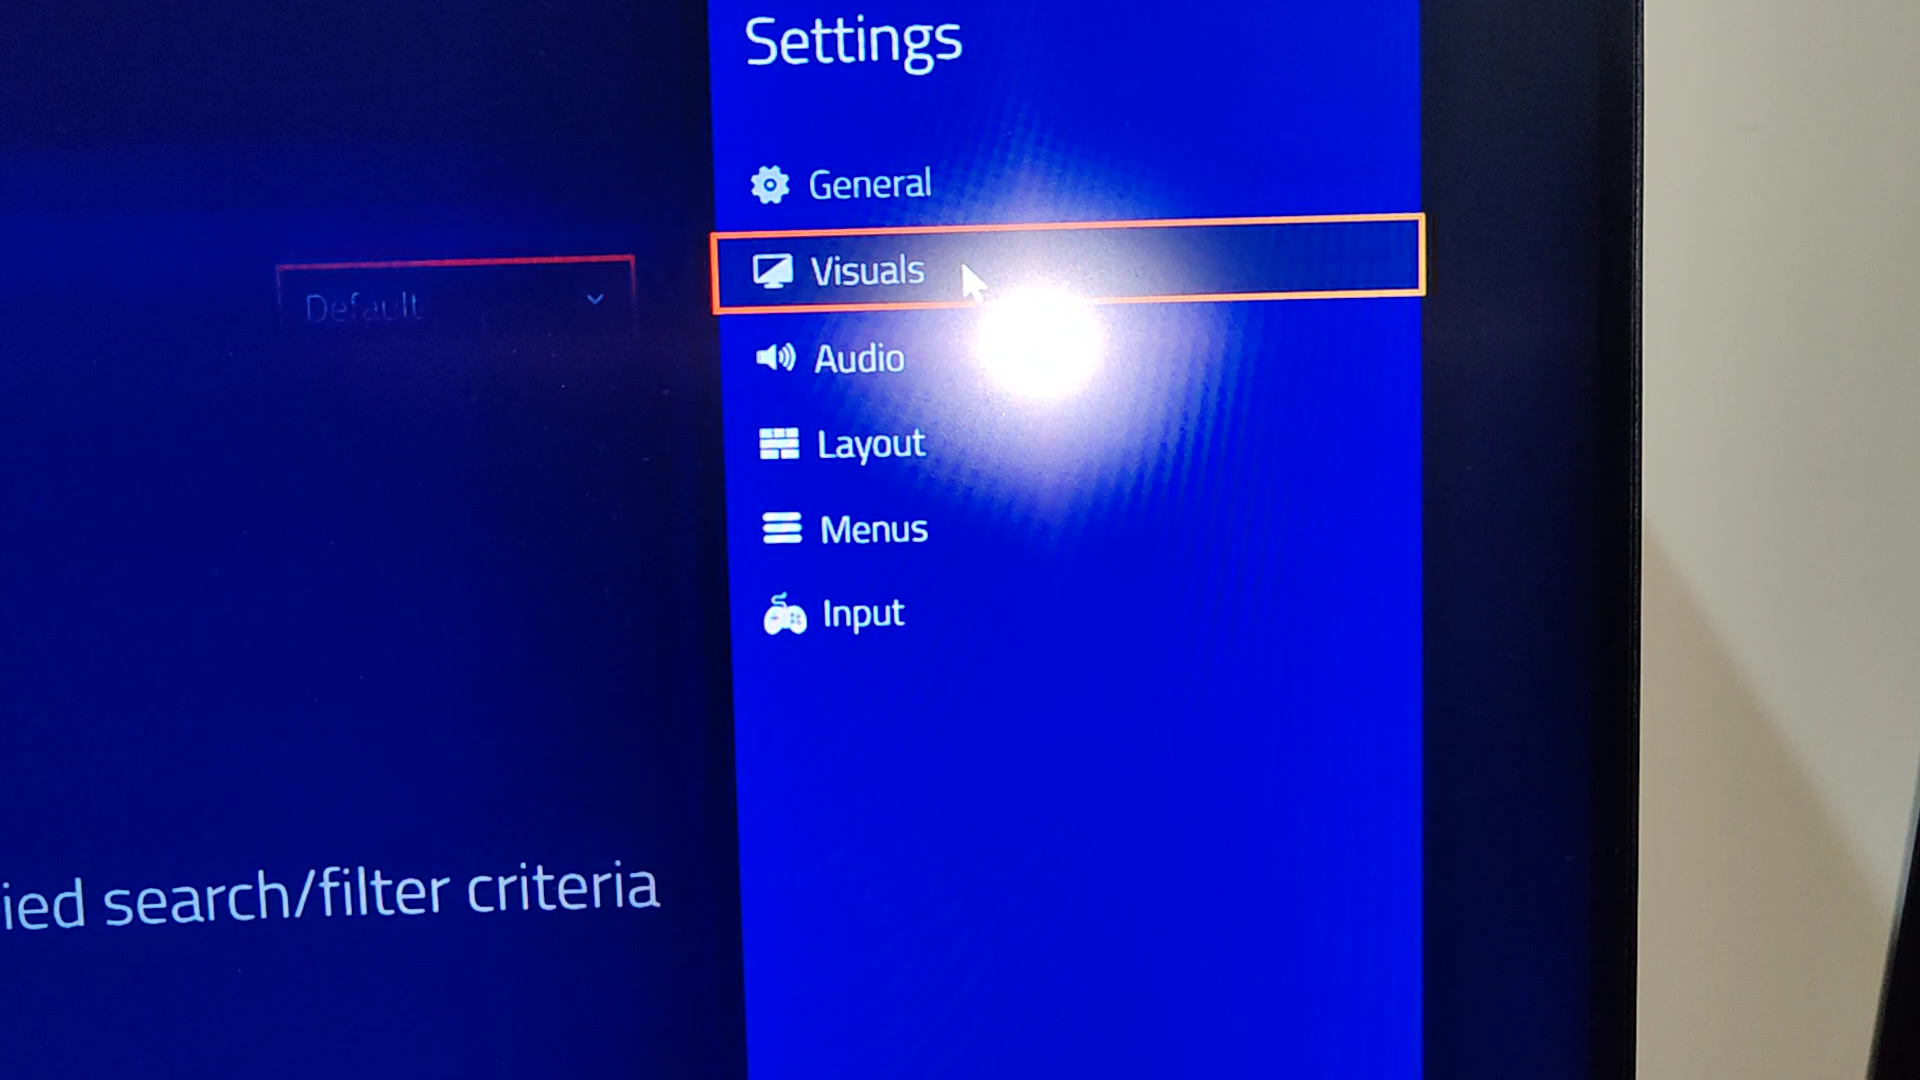 Settings
General
Visuals
Audio
Layout
Menus
Input
Default
ied search/filter criteria